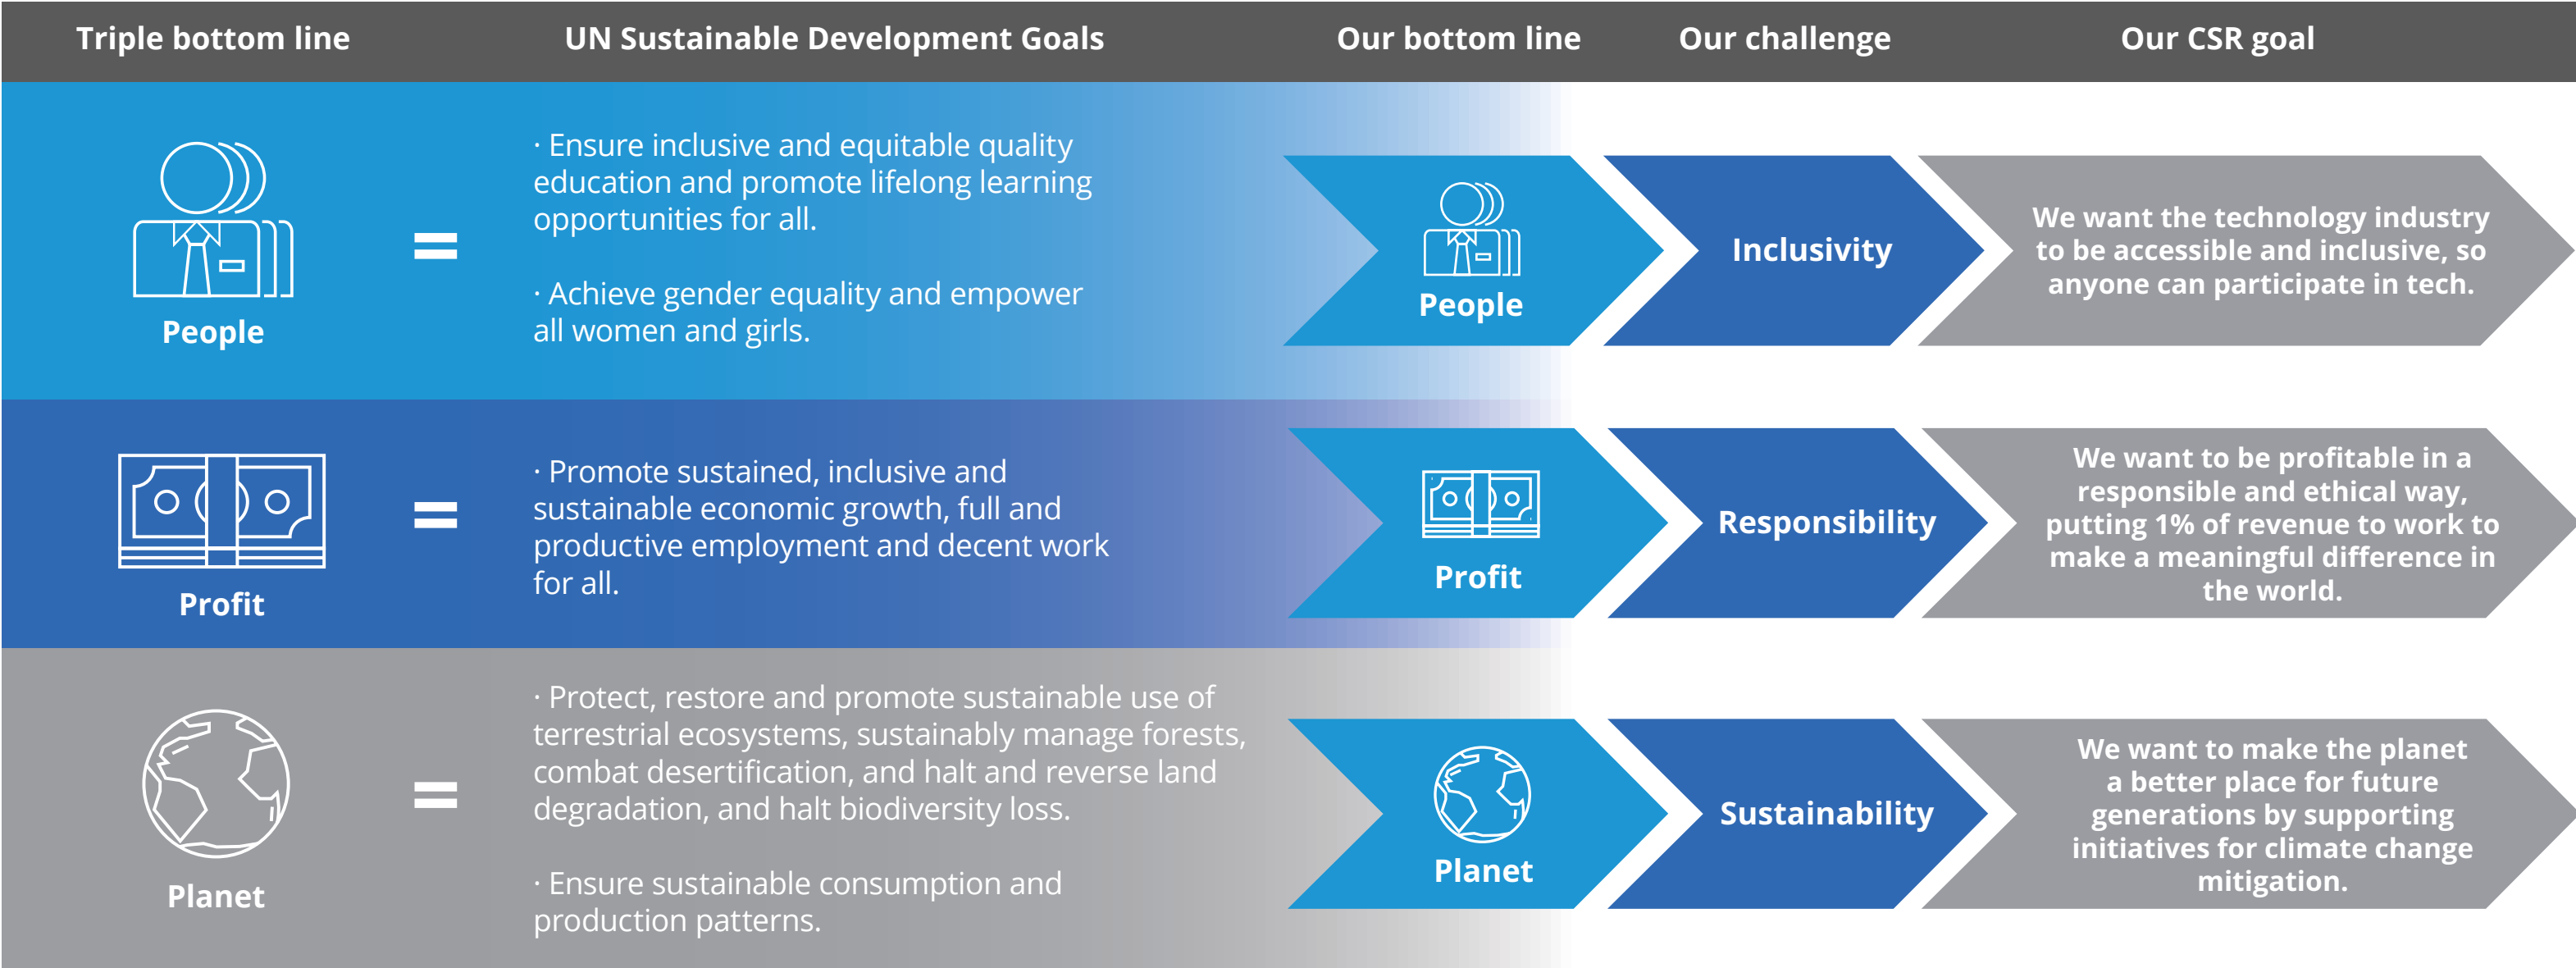 Triple bottom line
UN Sustainable Development Goals
Our bottom line
Our challenge
Our CSR goal
People
=
· Ensure inclusive and equitable quality
education and promote lifelong learning
opportunities for all.
· Achieve gender equality and empower
all women and girls.
People
Inclusivity
We want the technology industry
to be accessible and inclusive, so
anyone can participate in tech.
Profit
=
· Promote sustained, inclusive and
sustainable economic growth, full and
productive employment and decent work
for all.
Profit
Responsibility
We want to be profitable in a
responsible and ethical way,
putting 1% of revenue to work to
make a meaningful difference in
the world.
Planet
=
· Protect, restore and promote sustainable use of
terrestrial ecosystems, sustainably manage forests,
combat desertification, and halt and reverse land
degradation, and halt biodiversity loss.
· Ensure sustainable consumption and
production patterns.
Planet
Sustainability
We want to make the planet
a better place for future
generations by supporting
initiatives for climate change
mitigation.